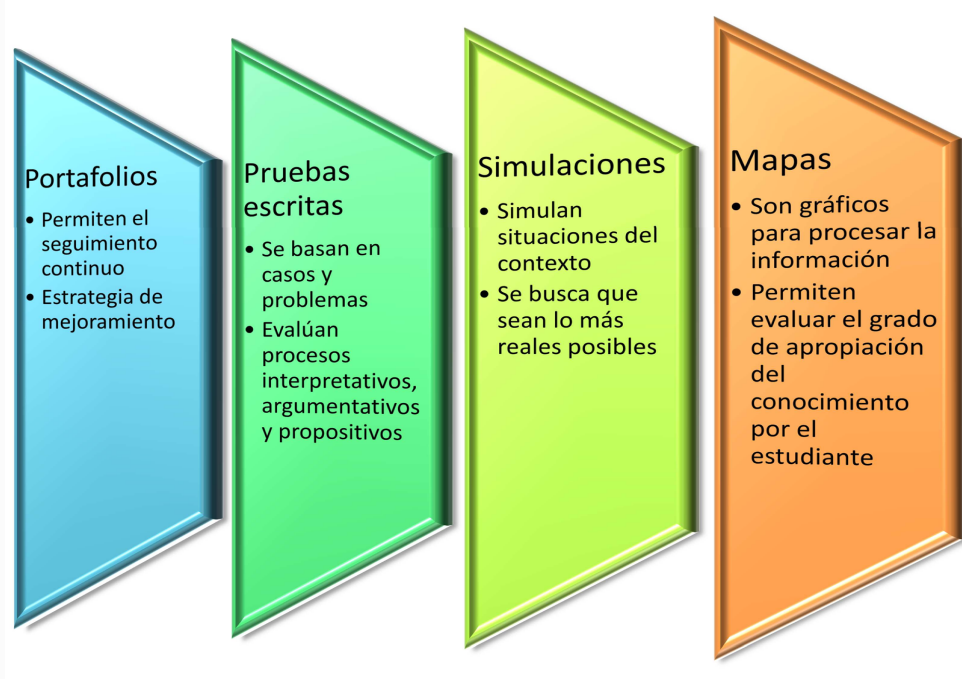 Portafolios
• Permiten el
seguimiento
continuo
• Estrategia de
mejoramiento
Pruebas
escritas
• Se basan en
casos y
problemas
• Evalúan
procesos
interpretativos,
argumentativos
y propositivos
Simulaciones
• Simulan
situaciones del
contexto
• Se busca que
sean lo más
reales posibles
Mapas
• Son gráficos
para procesar la
información
• Permiten
evaluar el grado
de apropiación
del
conocimiento
por el
estudiante